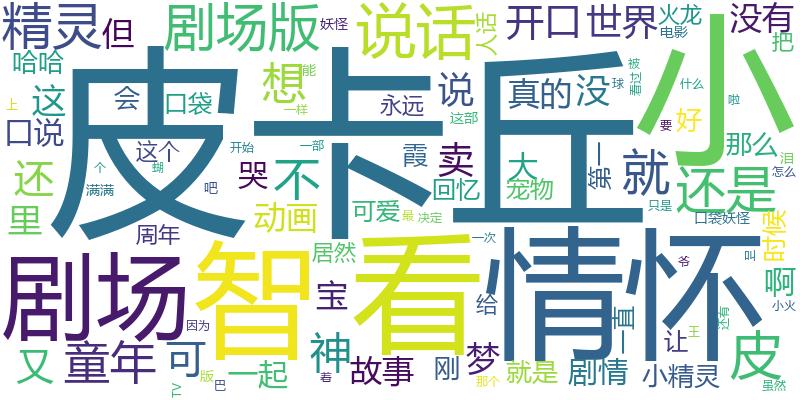 精灵
但
剧场版
妖怪
说话
人话
开口
世界
火龙
电影
没有
哈哈
这
会
口袋
想
能
一样
永远
说
这部
真的
没
被
看过
球
小
什么
啦
把
口说
皮卡丘
这个
个
蝴
开始
一部
霞
卖
大
第一
就
要
好
那么
泪
怎么
还
里
满满
吧
哭
不
回忆
宠物
还是
只是
周年
动画
可爱
最
决定
口袋妖怪
时候
剧场
智
居然
看
一次
情怀
爷
叫
啊
宝
给
一直
还有
小火
因为
神
让
王
又
童年
可
一起
故事
刚
梦
就是
剧情
小精灵
皮
虽然
TV
版
巴
着
那个
上